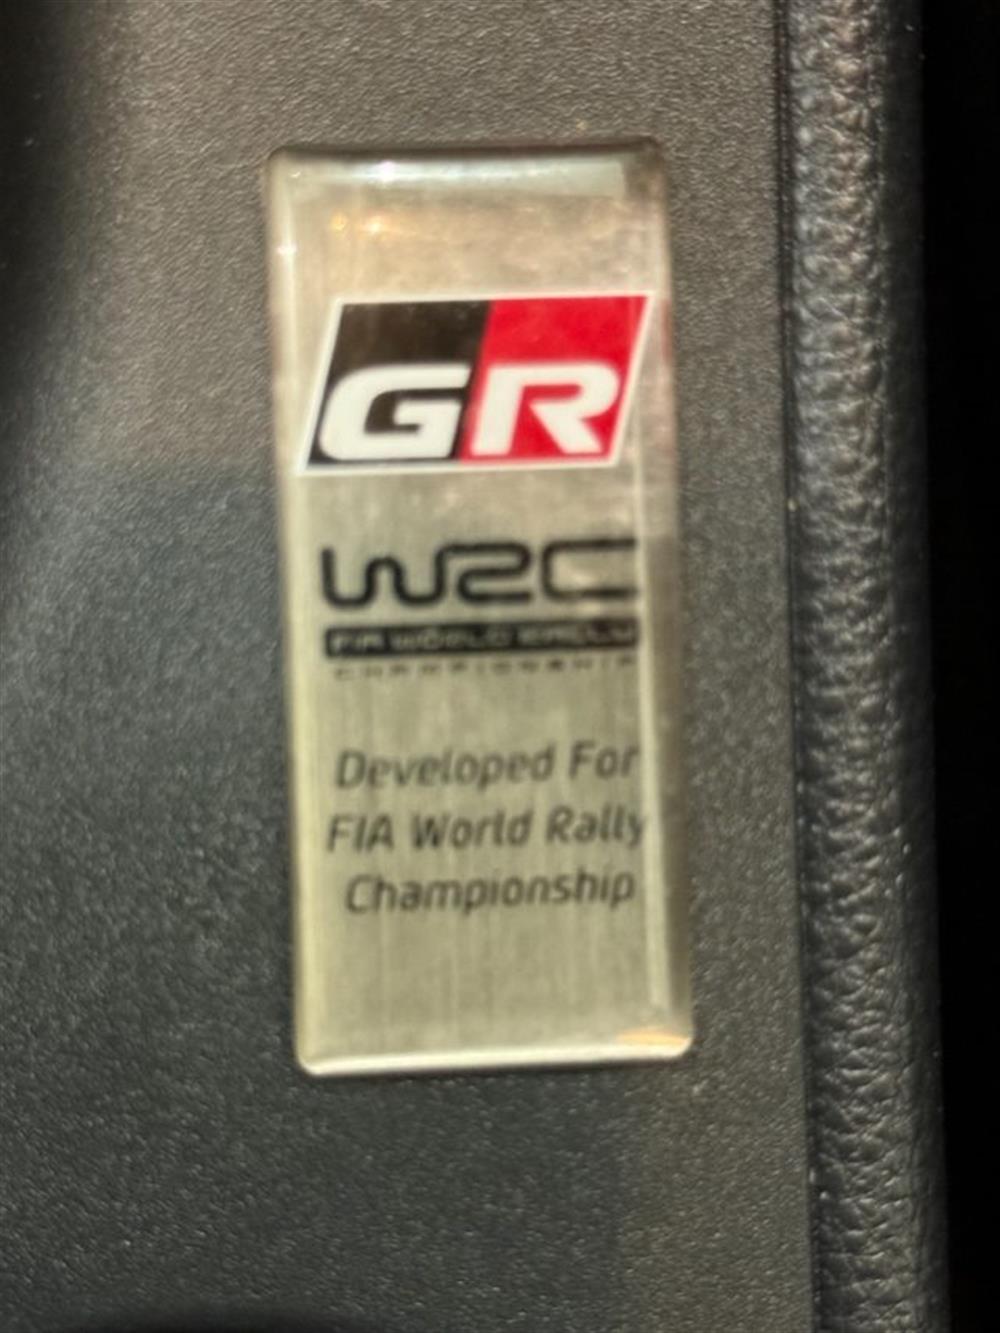 GR
WRC
FIA WORLD RALLY
CHAMPIONSHIP
Developed For
FIA World Rally
Championship